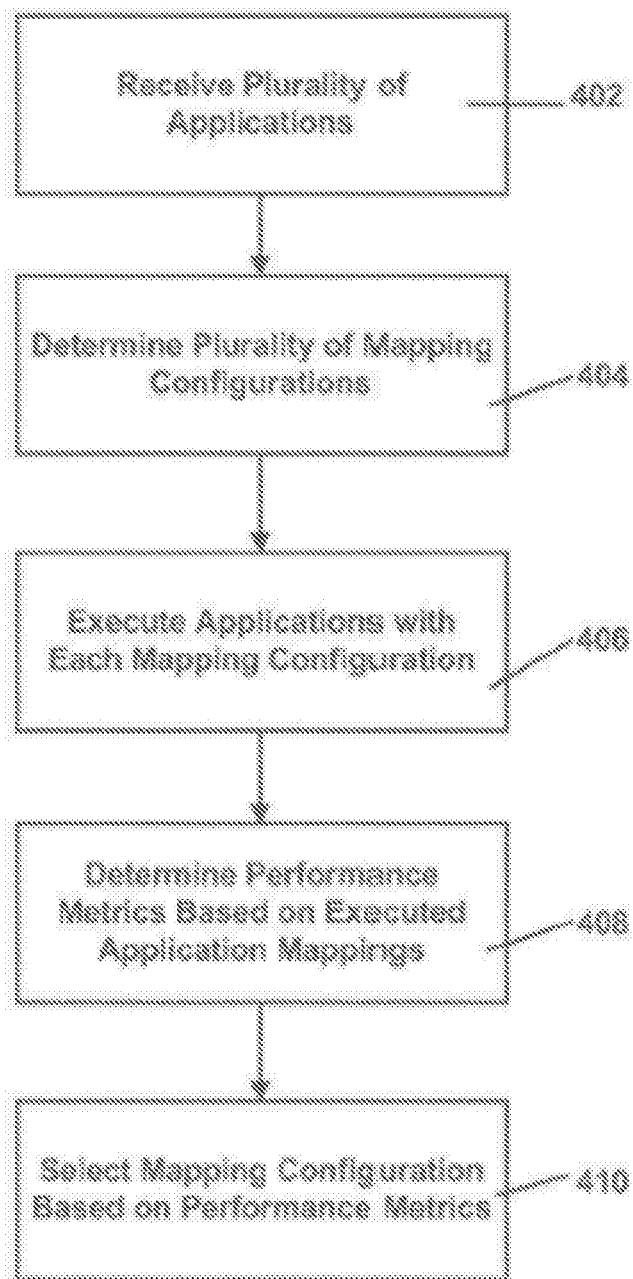 Receive Plurality of
Applications
402
Determine Plurality of Mapping
Configurations
404
Execute Applications with
Each Mapping Configuration
406
Determine Performance
Metrics Based on Executed
Application Mappings
408
Select Mapping Configuration
Based on Performance Metrics
410